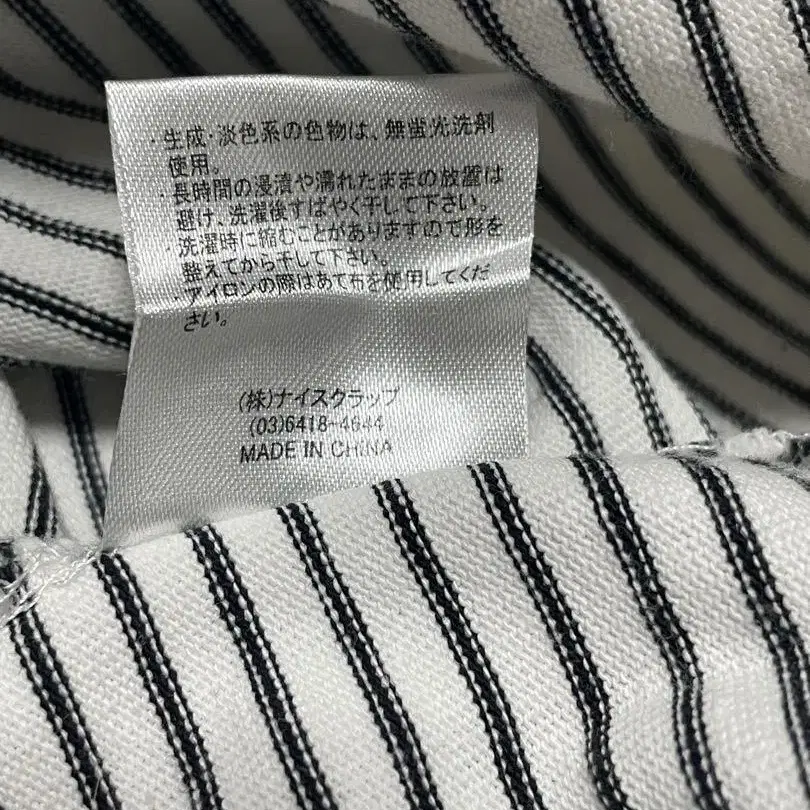 ・生成・淡色系の色物は、無蛍光洗剤
使用。
・長時間の浸漬や濡れたままの放置は
避け、洗濯後すばやく干して下さい。
・洗濯時に縮むことがありますので形を
整えてから干して下さい。
・アイロンの際はあて布を使用してくだ
さい。
(株)ナイスクラップ
(03)6418-4644
MADE IN CHINA